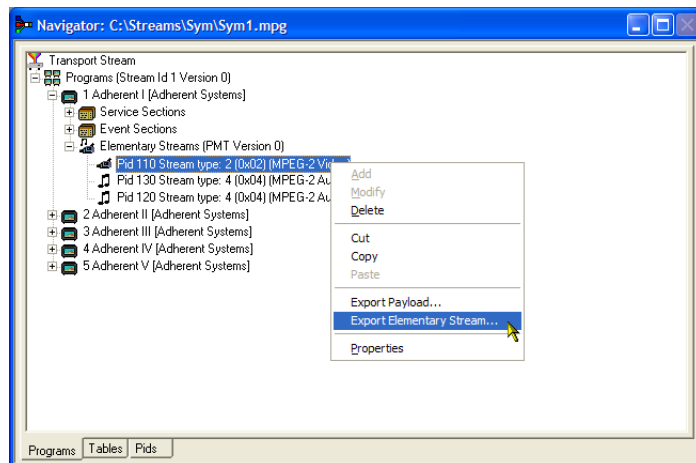 Navigator: C:\Streams\Sym\Sym1.mpg
Transport Stream
Programs (Stream Id 1 Version 0)
1 Adherent I [Adherent Systems]
Service Sections
Event Sections
Elementary Streams (PMT Version 0)
Pid 110 Stream type: 2 (0x02) (MPEG-2 Video)
Pid 130 Stream type: 4 (0x04) (MPEG-2 Au
Pid 120 Stream type: 4 (0x04) (MPEG-2 Au
2 Adherent II [Adherent Systems]
3 Adherent III [Adherent Systems]
4 Adherent IV [Adherent Systems]
5 Adherent V [Adherent Systems]
Add
Modify
Delete
Cut
Copy
Paste
Export Payload...
Export Elementary Stream...
Properties
Programs Tables Pids